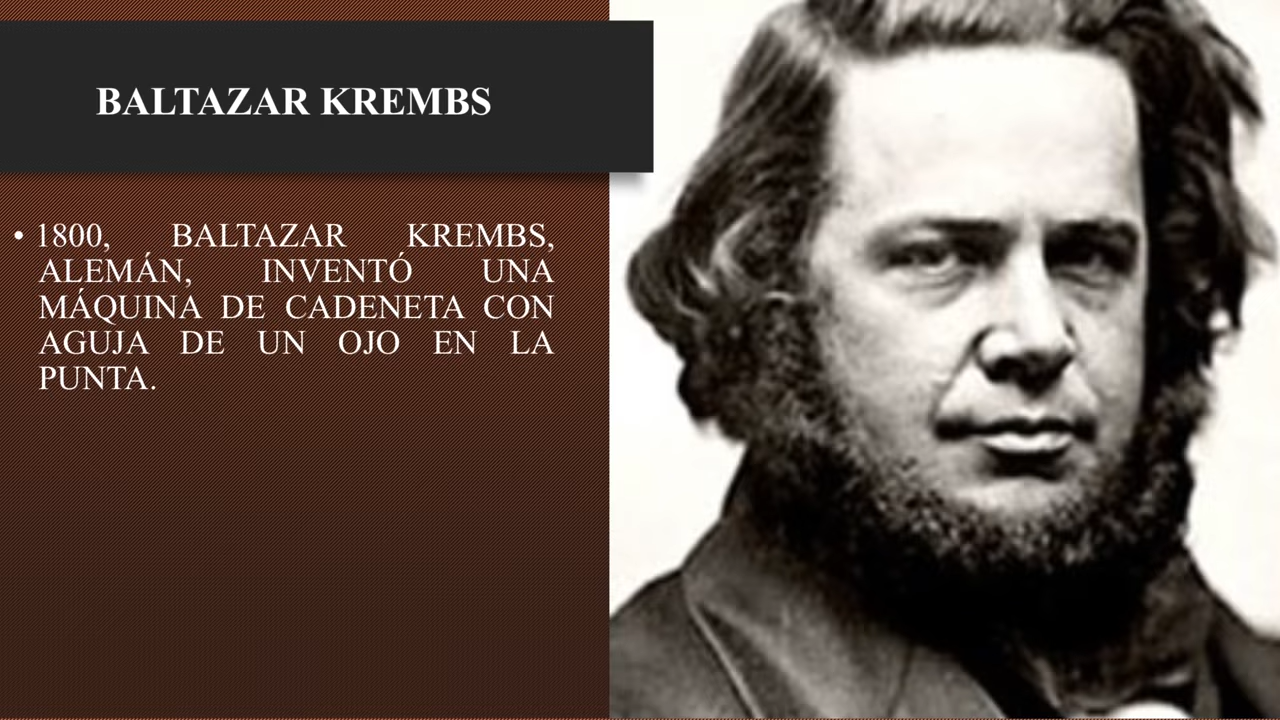 BALTAZAR KREMBS
• 1800, BALTAZAR KREMBS,
ALEMÁN, INVENTÓ UNA
MÁQUINA DE CADENETA CON
AGUJA DE UN OJO EN LA
PUNTA.